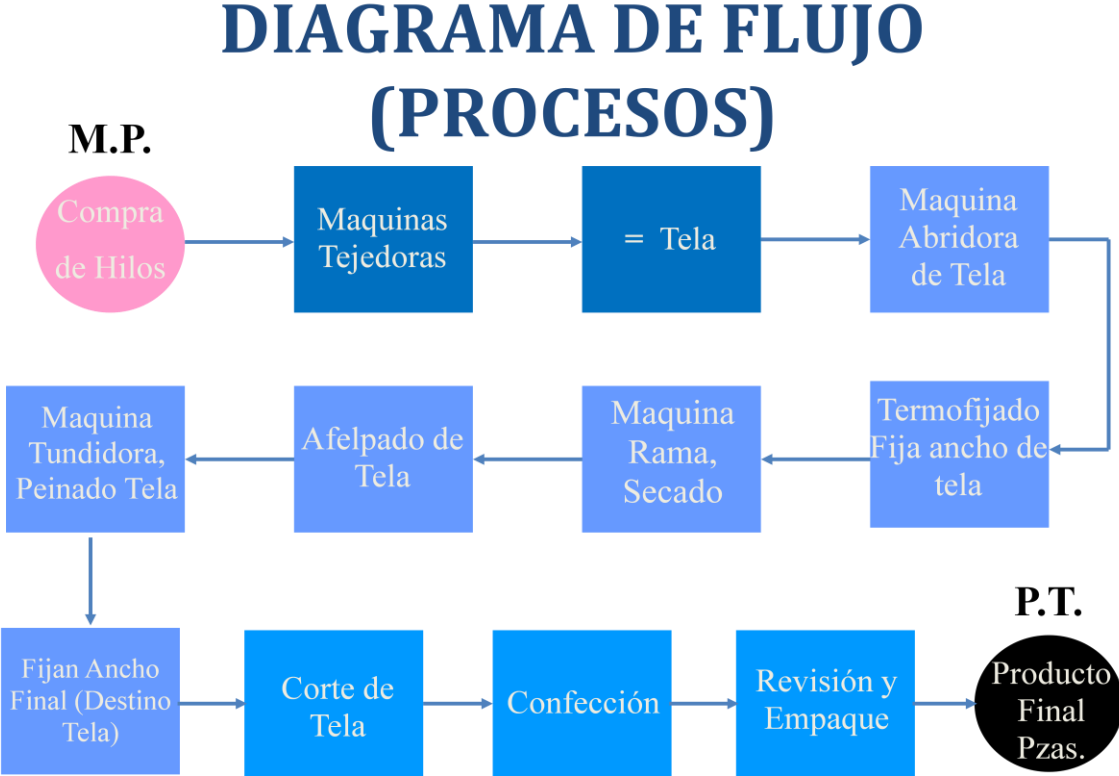 DIAGRAMA DE FLUJO
(PROCESOS)
M.P.
Compra
de Hilos
Maquinas
Tejedoras
= Tela
Maquina
Abridora
de Tela
Termofijado
Fija ancho de
tela
Maquina
Rama,
Secado
Afelpado de
Tela
Maquina
Tundidora,
Peinado Tela
Fijan Ancho
Final (Destino
Tela)
Corte de
Tela
Confección
Revisión y
Empaque
P.T.
Producto
Final
Pzas.